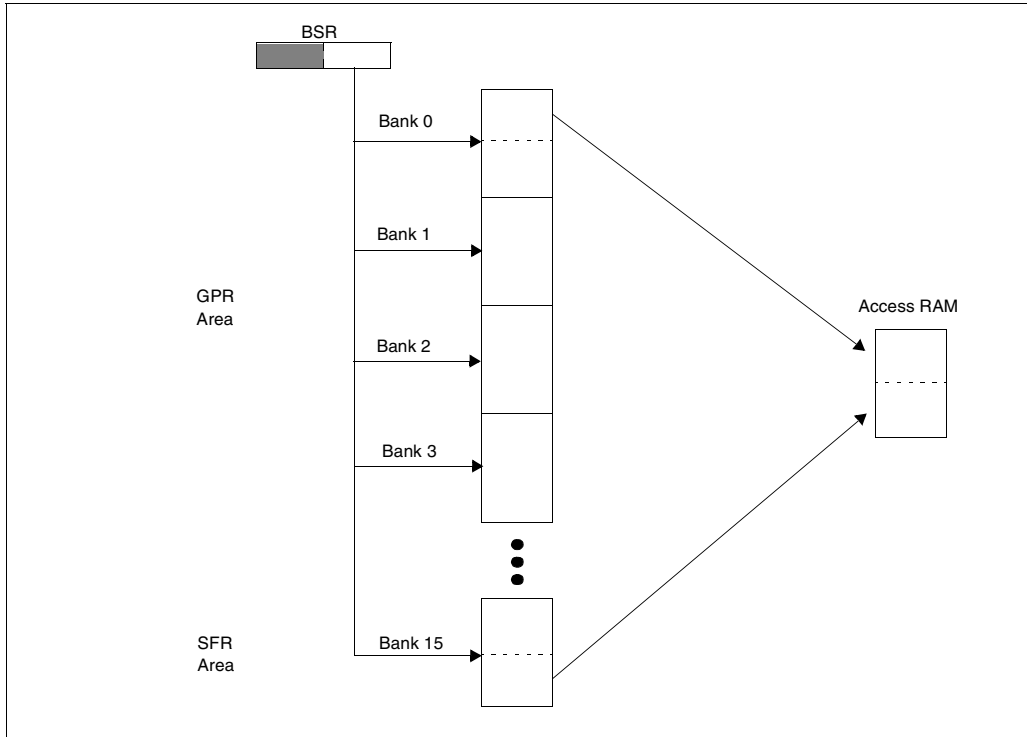 BSR
Bank 0
Bank 1
GPR
Area
Access RAM
Bank 2
Bank 3
SFR
Area
Bank 15